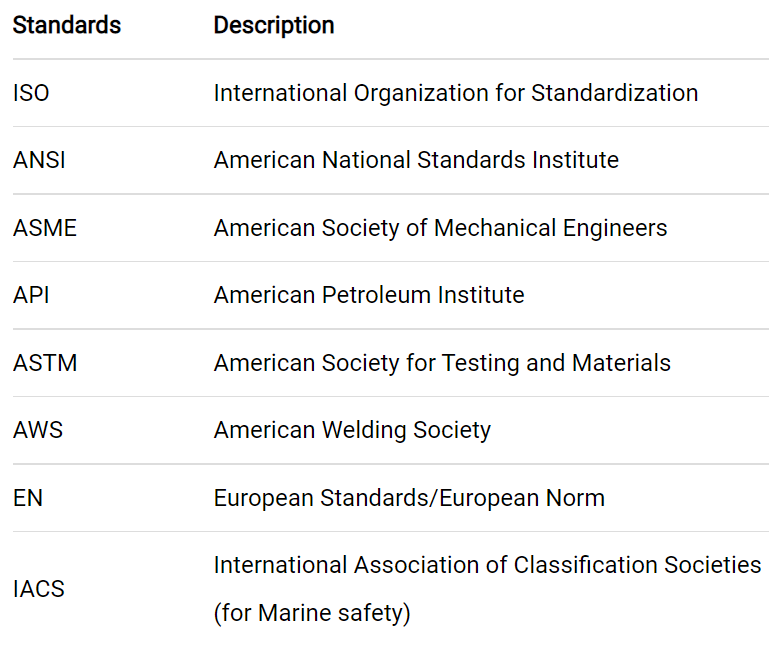 Standards Description
ISO International Organization for Standardization
ANSI American National Standards Institute
ASME American Society of Mechanical Engineers
API American Petroleum Institute
ASTM American Society for Testing and Materials
AWS American Welding Society
EN European Standards/European Norm
IACS International Association of Classification Societies
(for Marine safety)